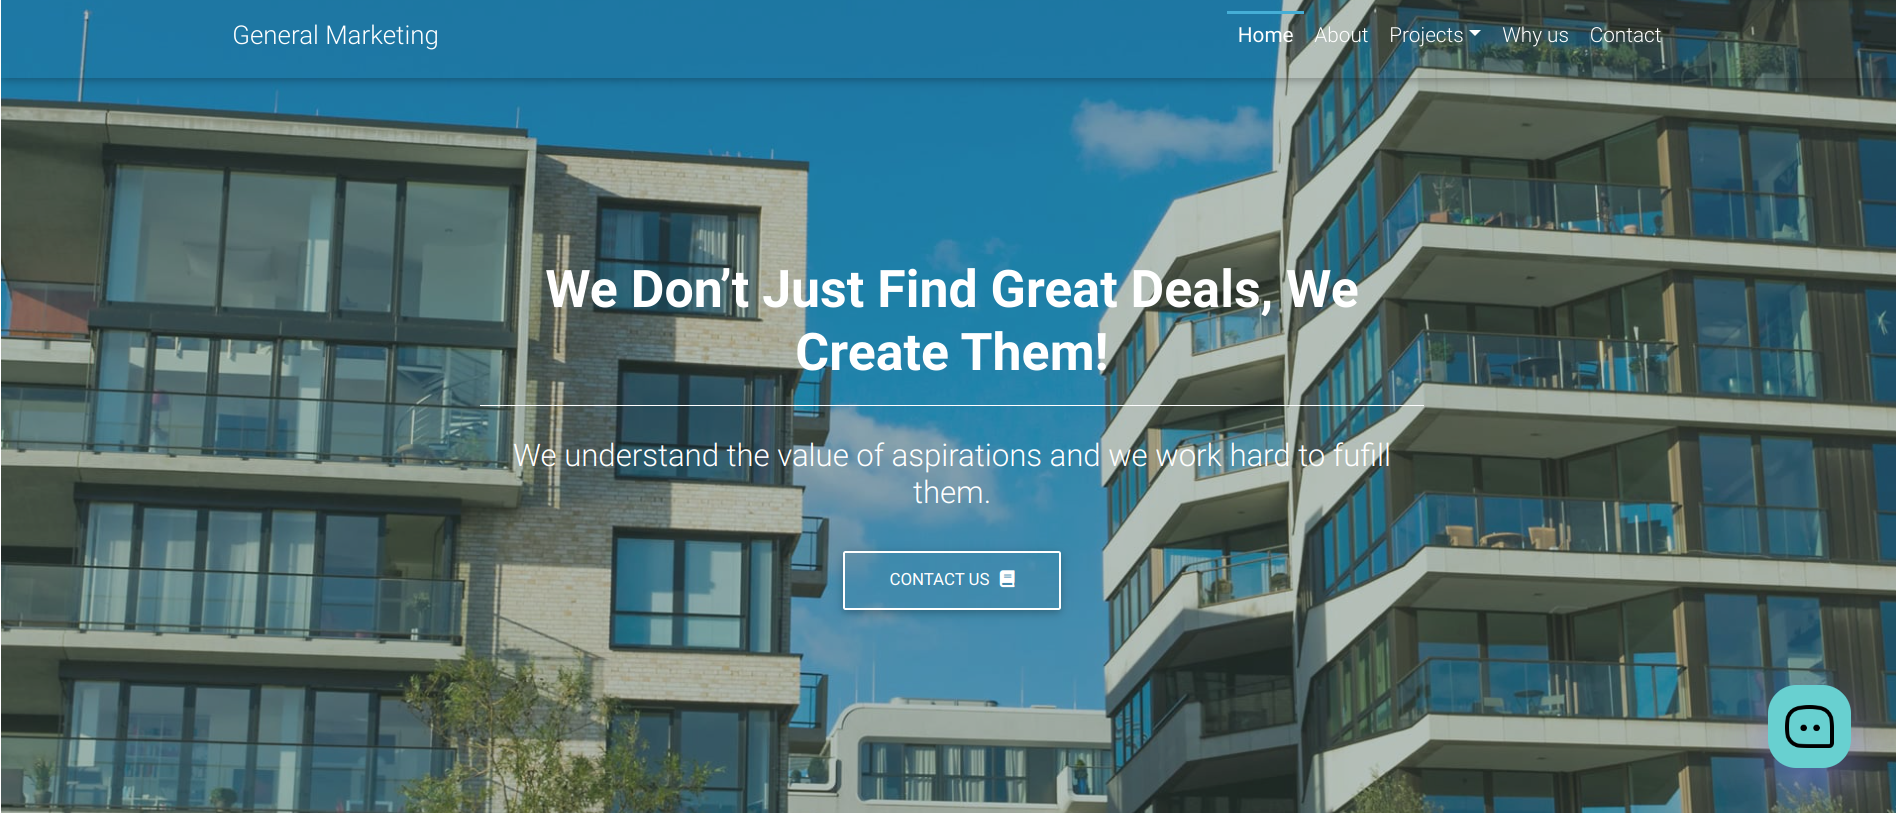 General Marketing
Home About Projects Why us Contact
We Don’t Just Find Great Deals, We
Create Them!
We understand the value of aspirations and we work hard to fufill
them.
CONTACT US